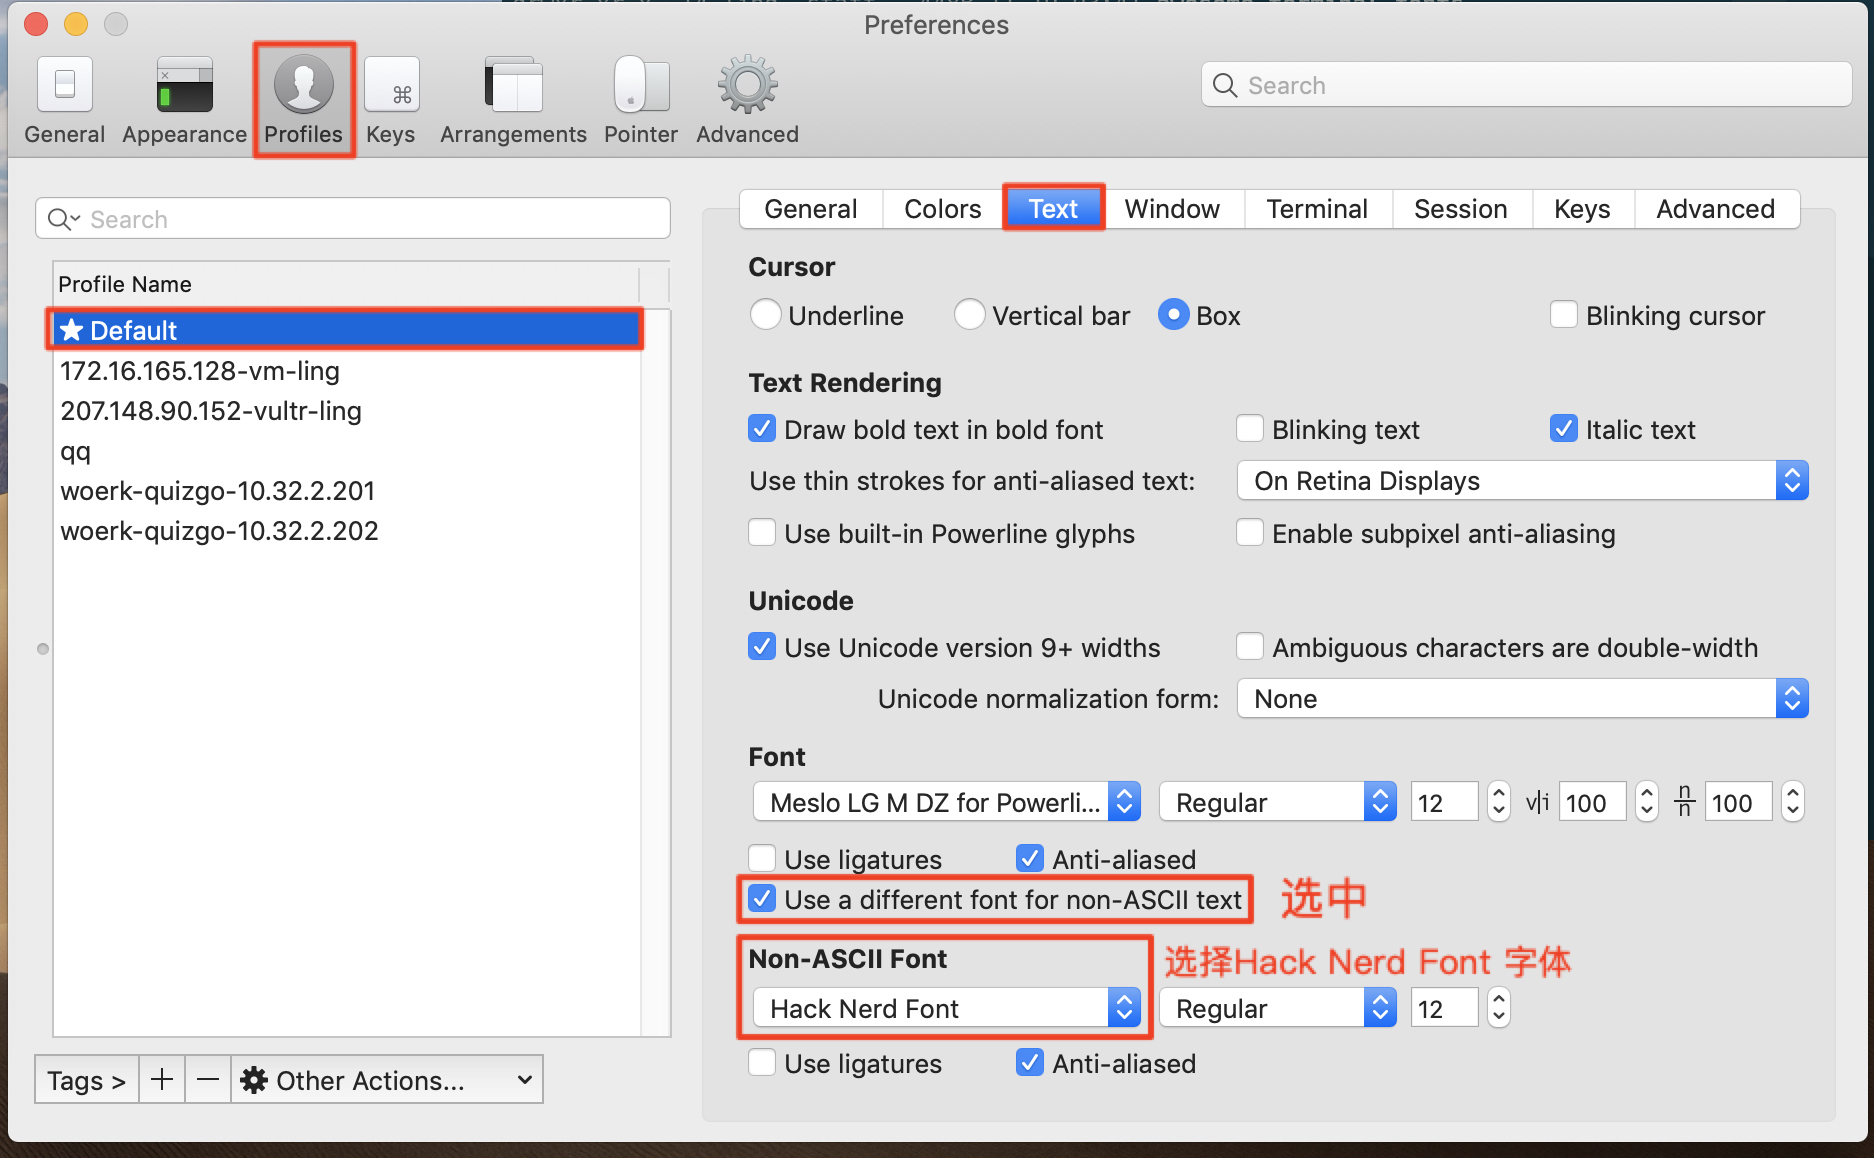 Preferences
General
Appearance
Profiles
Keys
Arrangements
Pointer
Advanced
Search
Search
Profile Name
Default
172.16.165.128-vm-ling
207.148.90.152-vultr-ling
qq
woerk-quizgo-10.32.2.201
woerk-quizgo-10.32.2.202
Tags >
Other Actions...
General Colors Text Window Terminal Session Keys Advanced
Cursor
Underline Vertical bar Box Blinking cursor
Text Rendering
Draw bold text in bold font Blinking text Italic text
Use thin strokes for anti-aliased text: On Retina Displays
Use built-in Powerline glyphs Enable subpixel anti-aliasing
Unicode
Use Unicode version 9+ widths Ambiguous characters are double-width
Unicode normalization form: None
Font
Meslo LG M DZ for Powerli... Regular 12 v|i 100 n/n 100
Use ligatures Anti-aliased
Use a different font for non-ASCII text 选中
Non-ASCII Font 选择Hack Nerd Font 字体
Hack Nerd Font Regular 12
Use ligatures Anti-aliased